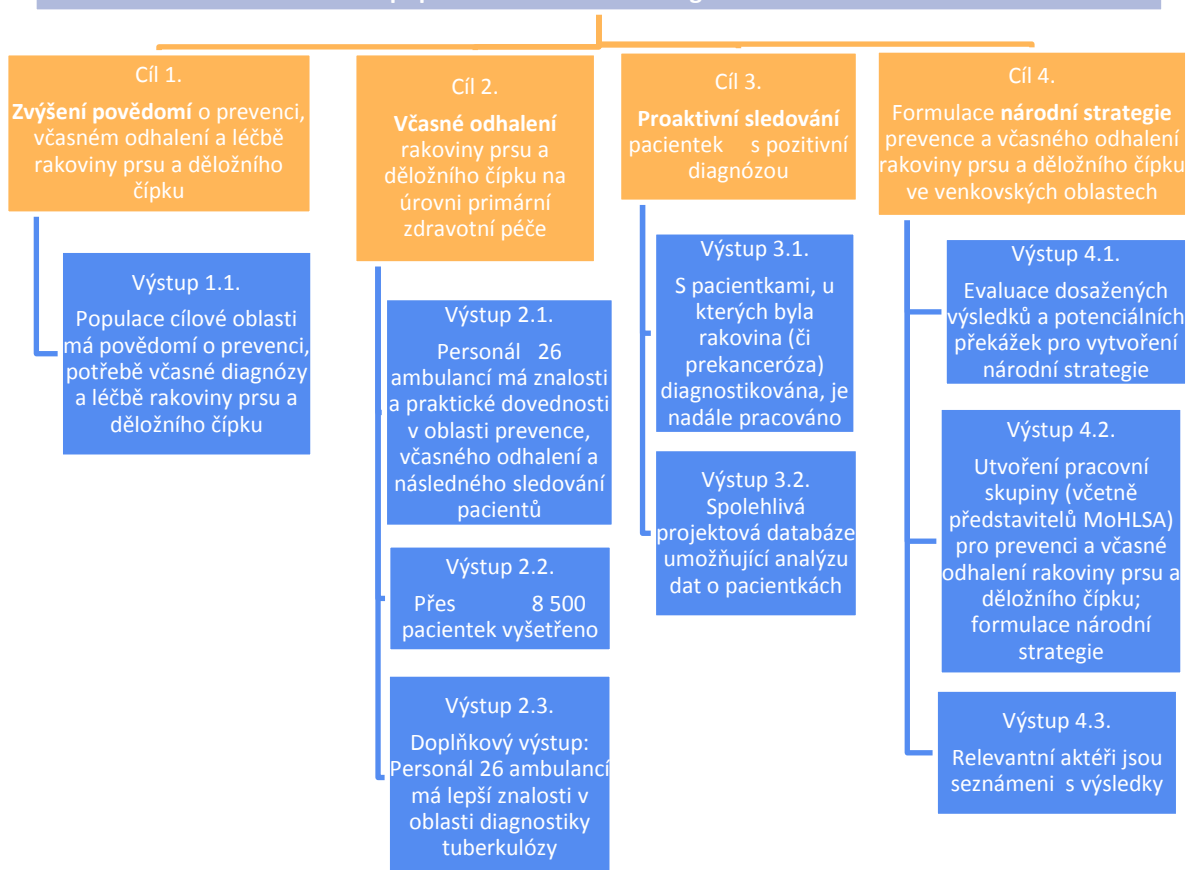 Cíl 1.
Zvýšení povědomí o prevenci,
včasném odhalení a léčbě
rakoviny prsu a děložního
čípku
Výstup 1.1.
Populace cílové oblasti
má povědomí o prevenci,
potřebě včasné diagnózy
a léčbě rakoviny prsu a
děložního čípku
Cíl 2.
Včasné odhalení
rakoviny prsu a
děložního čípku na
úrovni primární
zdravotní péče
Výstup 2.1.
Personál 26
ambulancí má znalosti
a praktické dovednosti
v oblasti prevence,
včasného odhalení a
následného sledování
pacientů
Výstup 2.2.
Přes 8 500
pacientek vyšetřeno
Výstup 2.3.
Doplňkový výstup:
Personál 26 ambulancí
má lepší znalosti v
oblasti diagnostiky
tuberkulózy
Cíl 3.
Proaktivní sledování
pacientek s pozitivní
diagnózou
Výstup 3.1.
S pacientkami, u
kterých byla
rakovina (či
prekanceróza)
diagnostikována, je
nadále pracováno
Výstup 3.2.
Spolehlivá
projektová databáze
umožňující analýzu
dat o pacientkách
Cíl 4.
Formulace národní strategie
prevence a včasného odhalení
rakoviny prsu a děložního čípku
ve venkovských oblastech
Výstup 4.1.
Evaluace dosažených
výsledků a potenciálních
překážek pro vytvoření
národní strategie
Výstup 4.2.
Utvoření pracovní
skupiny (včetně
představitelů MoHLSA)
pro prevenci a včasné
odhalení rakoviny prsu a
děložního čípku;
formulace národní
strategie
Výstup 4.3.
Relevantní aktéři jsou
seznámeni s výsledky